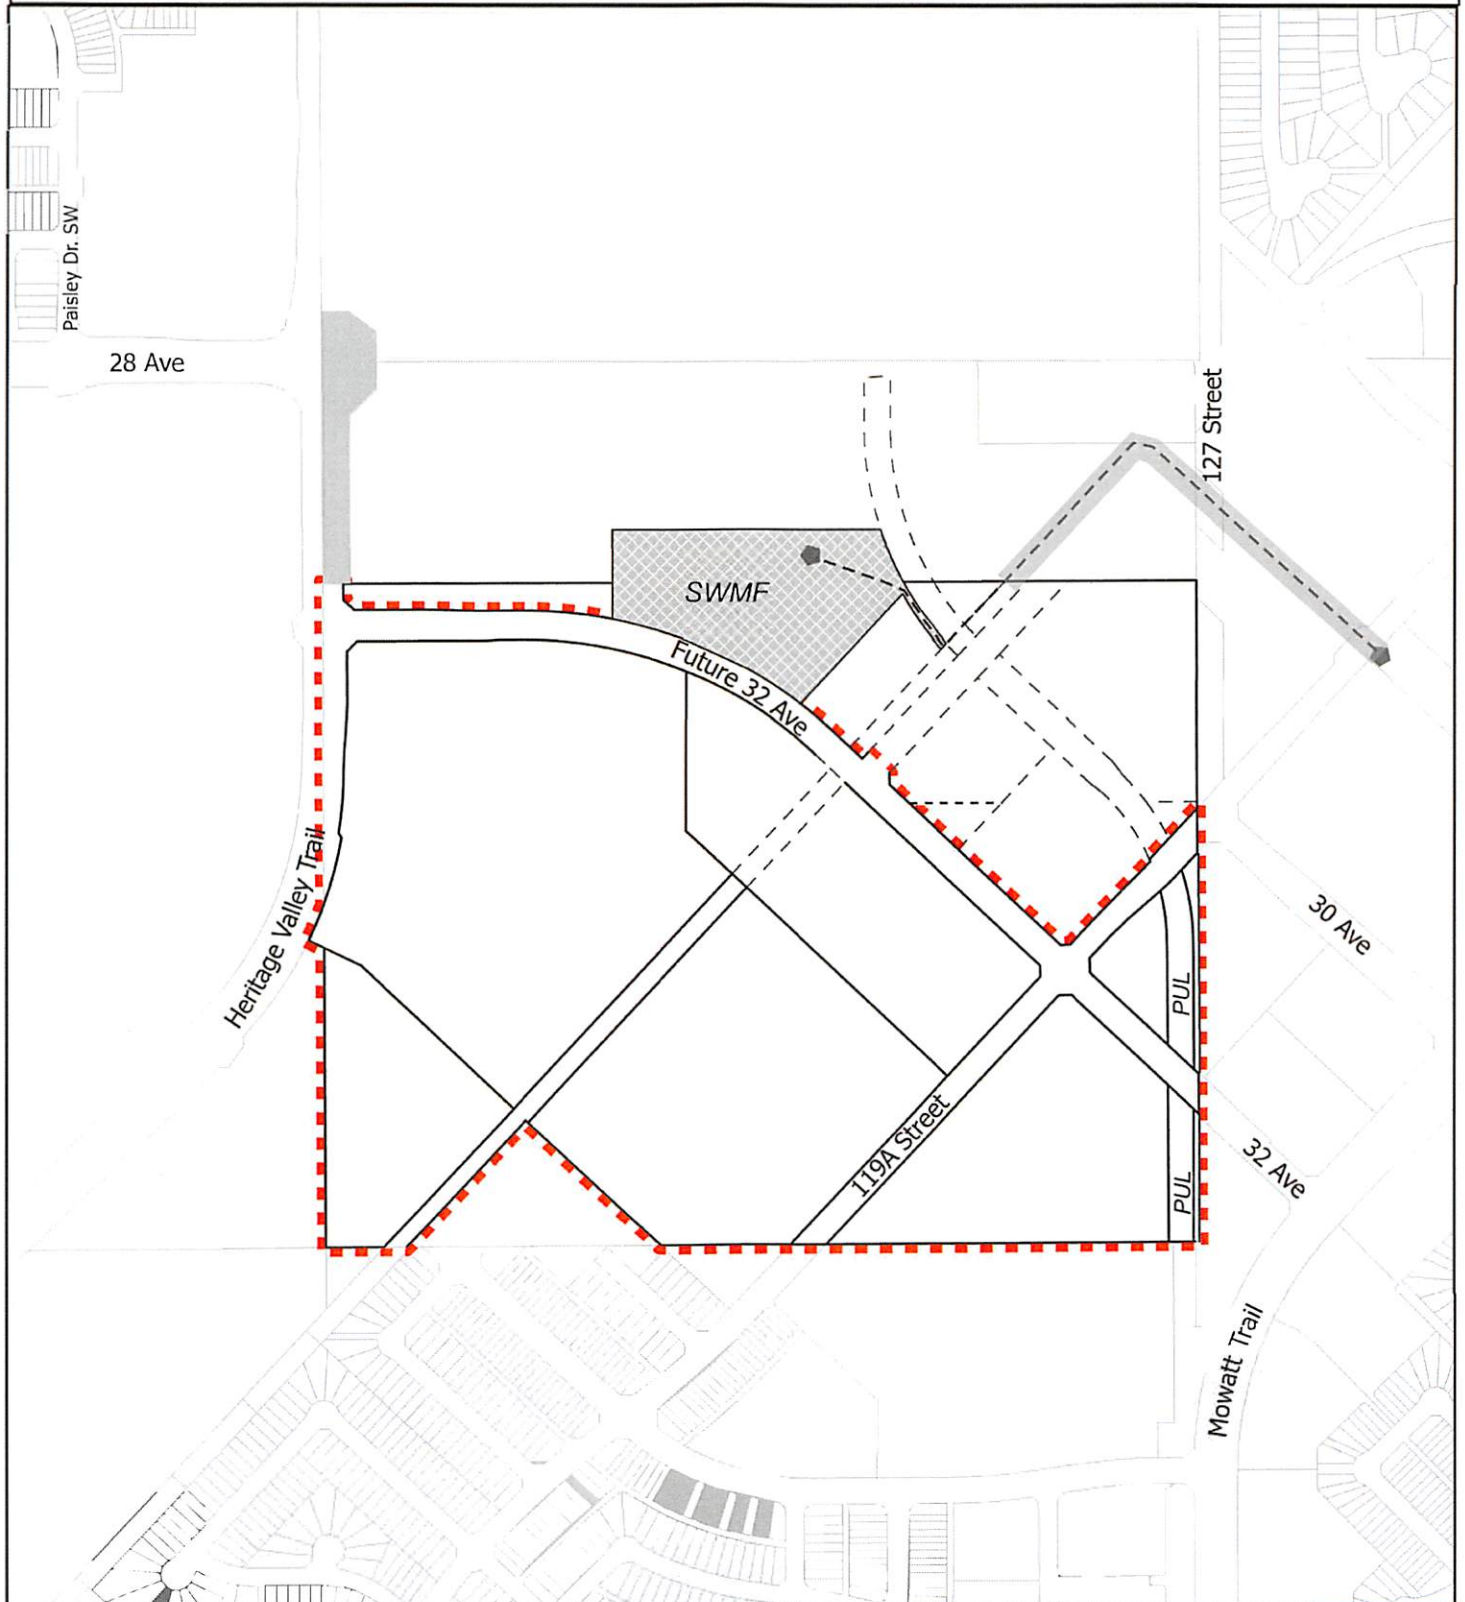 Paisley Dr. SW
28 Ave
127 Street
SWMF
Future 32 Ave
Heritage Valley Trail
30 Ave
PUL
119A Street
32 Ave
PUL
Mowatt Trail